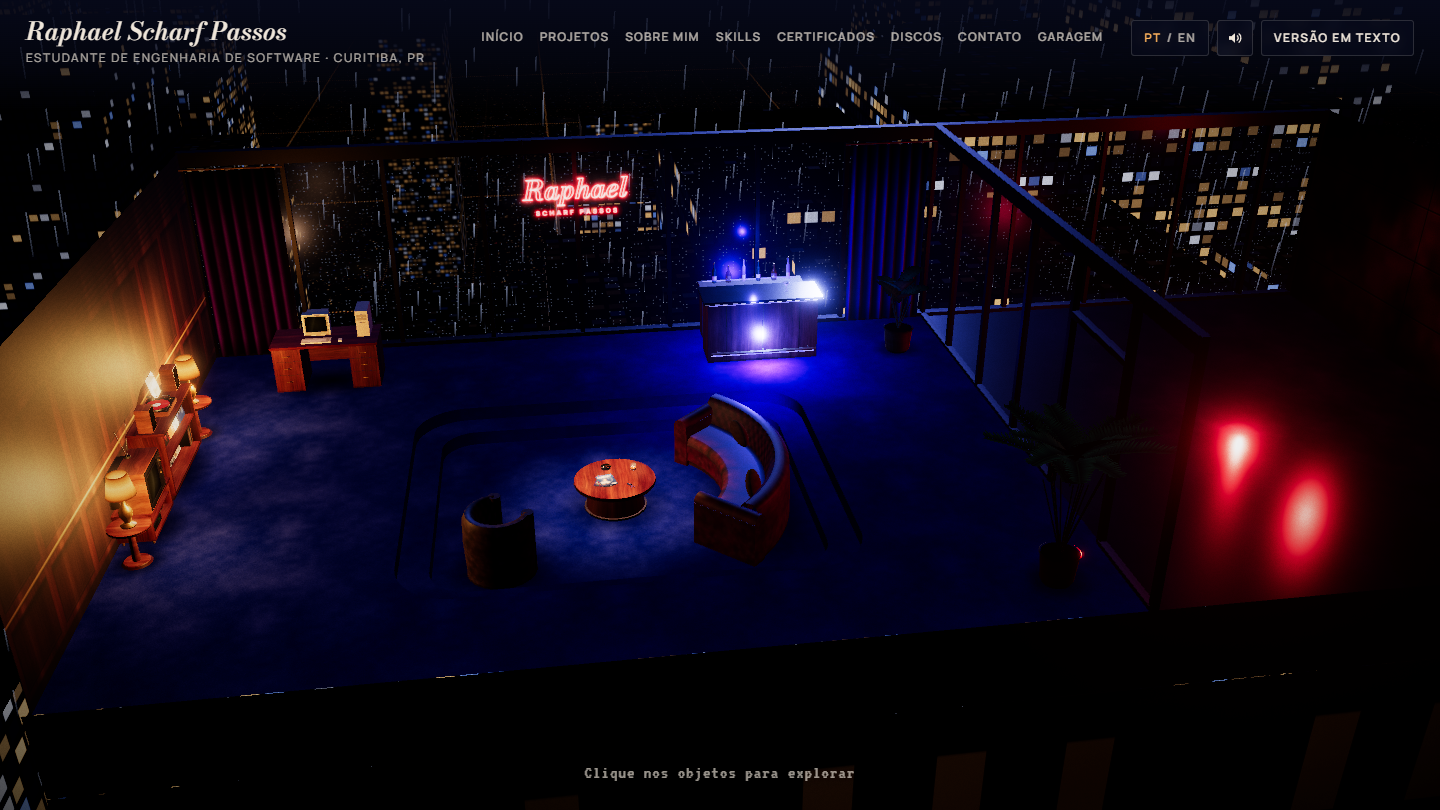 Raphael Scharf Passos
ESTUDANTE DE ENGENHARIA DE SOFTWARE · CURITIBA, PR
INÍCIO PROJETOS SOBRE MIM SKILLS CERTIFICADOS DISCOS CONTATO GARAGEM
PT / EN
VERSÃO EM TEXTO
Raphael
SCHARF PASSOS
Clique nos objetos para explorar